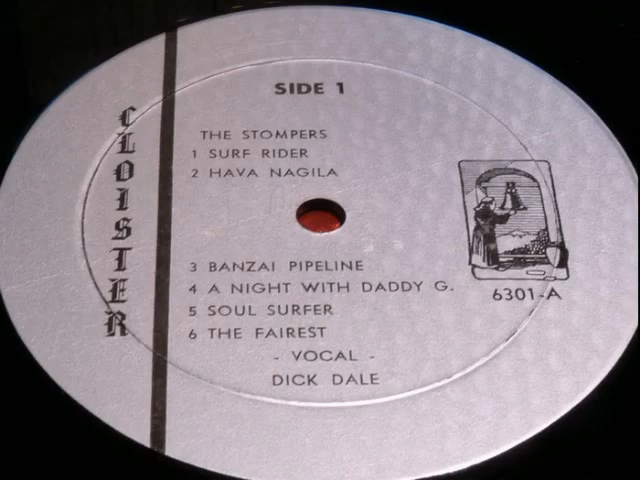 CLOISTER
SIDE 1
THE STOMPERS
1 SURF RIDER
2 HAVA NAGILA
3 BANZAI PIPELINE
4 A NIGHT WITH DADDY G.
5 SOUL SURFER
6 THE FAIREST
- VOCAL -
DICK DALE
6301-A